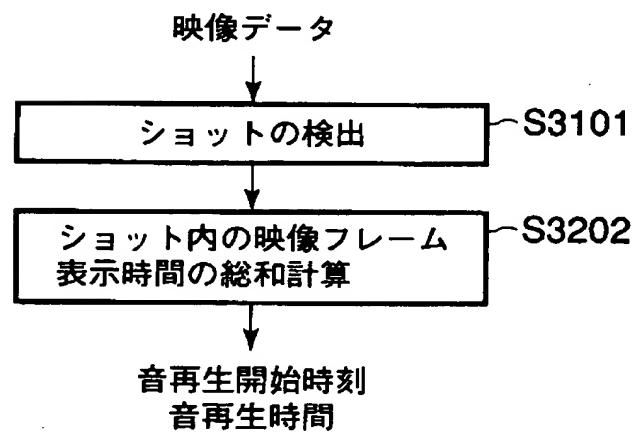 映像データ
ショットの検出
S3101
ショット内の映像フレーム
表示時間の総和計算
S3202
音再生開始時刻
音再生時間